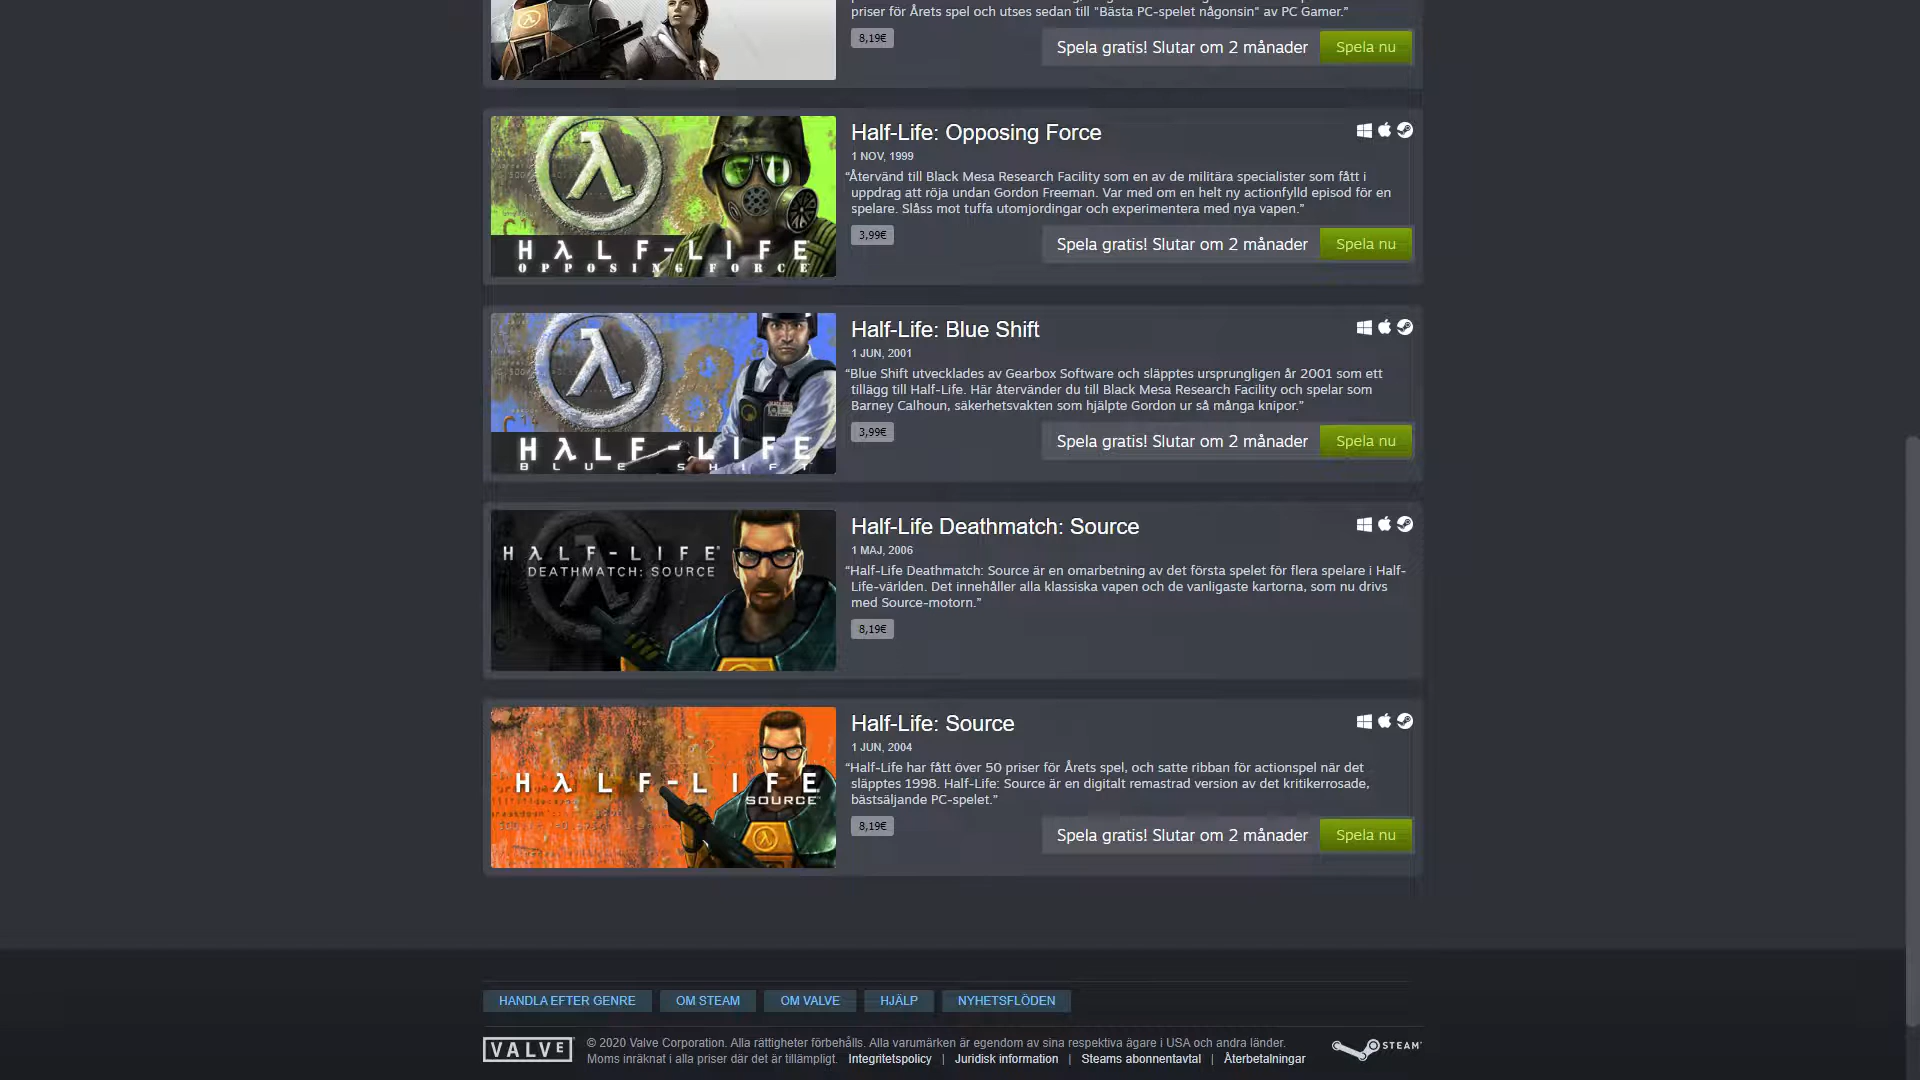 priser för Årets spel och utses sedan till "Bästa PC-spelet någonsin" av PC Gamer.”
8,19€
Spela gratis! Slutar om 2 månader
Spela nu
HλLF-LIFE
OPPOSING FORCE
Half-Life: Opposing Force
1 NOV, 1999
“Återvänd till Black Mesa Research Facility som en av de militära specialister som fått i
uppdrag att röja undan Gordon Freeman. Var med om en helt ny actionfylld episod för en
spelare. Slåss mot tuffa utomjordingar och experimentera med nya vapen.”
3,99€
Spela gratis! Slutar om 2 månader
Spela nu
HλLF-LIFE
BLUE SHIFT
Half-Life: Blue Shift
1 JUN, 2001
“Blue Shift utvecklades av Gearbox Software och släpptes ursprungligen år 2001 som ett
tillägg till Half-Life. Här återvänder du till Black Mesa Research Facility och spelar som
Barney Calhoun, säkerhetsvakten som hjälpte Gordon ur så många knipor.”
3,99€
Spela gratis! Slutar om 2 månader
Spela nu
HλLF-LIFE
DEATHMATCH: SOURCE
Half-Life Deathmatch: Source
1 MAJ, 2006
“Half-Life Deathmatch: Source är en omarbetning av det första spelet för flera spelare i Half-
Life-världen. Det innehåller alla klassiska vapen och de vanligaste kartorna, som nu drivs
med Source-motorn.”
8,19€
HλLF-LIFE
SOURCE
Half-Life: Source
1 JUN, 2004
“Half-Life har fått över 50 priser för Årets spel, och satte ribban för actionspel när det
släpptes 1998. Half-Life: Source är en digitalt remastrad version av det kritikerrosade,
bästsäljande PC-spelet.”
8,19€
Spela gratis! Slutar om 2 månader
Spela nu
HANDLA EFTER GENRE
OM STEAM
OM VALVE
HJÄLP
NYHETSFLÖDEN
VALVE
© 2020 Valve Corporation. Alla rättigheter förbehålls. Alla varumärken är egendom av sina respektiva ägare i USA och andra länder.
Moms inräknat i alla priser där det är tillämpligt. Integritetspolicy | Juridisk information | Steams abonnentavtal | Återbetalningar
STEAM